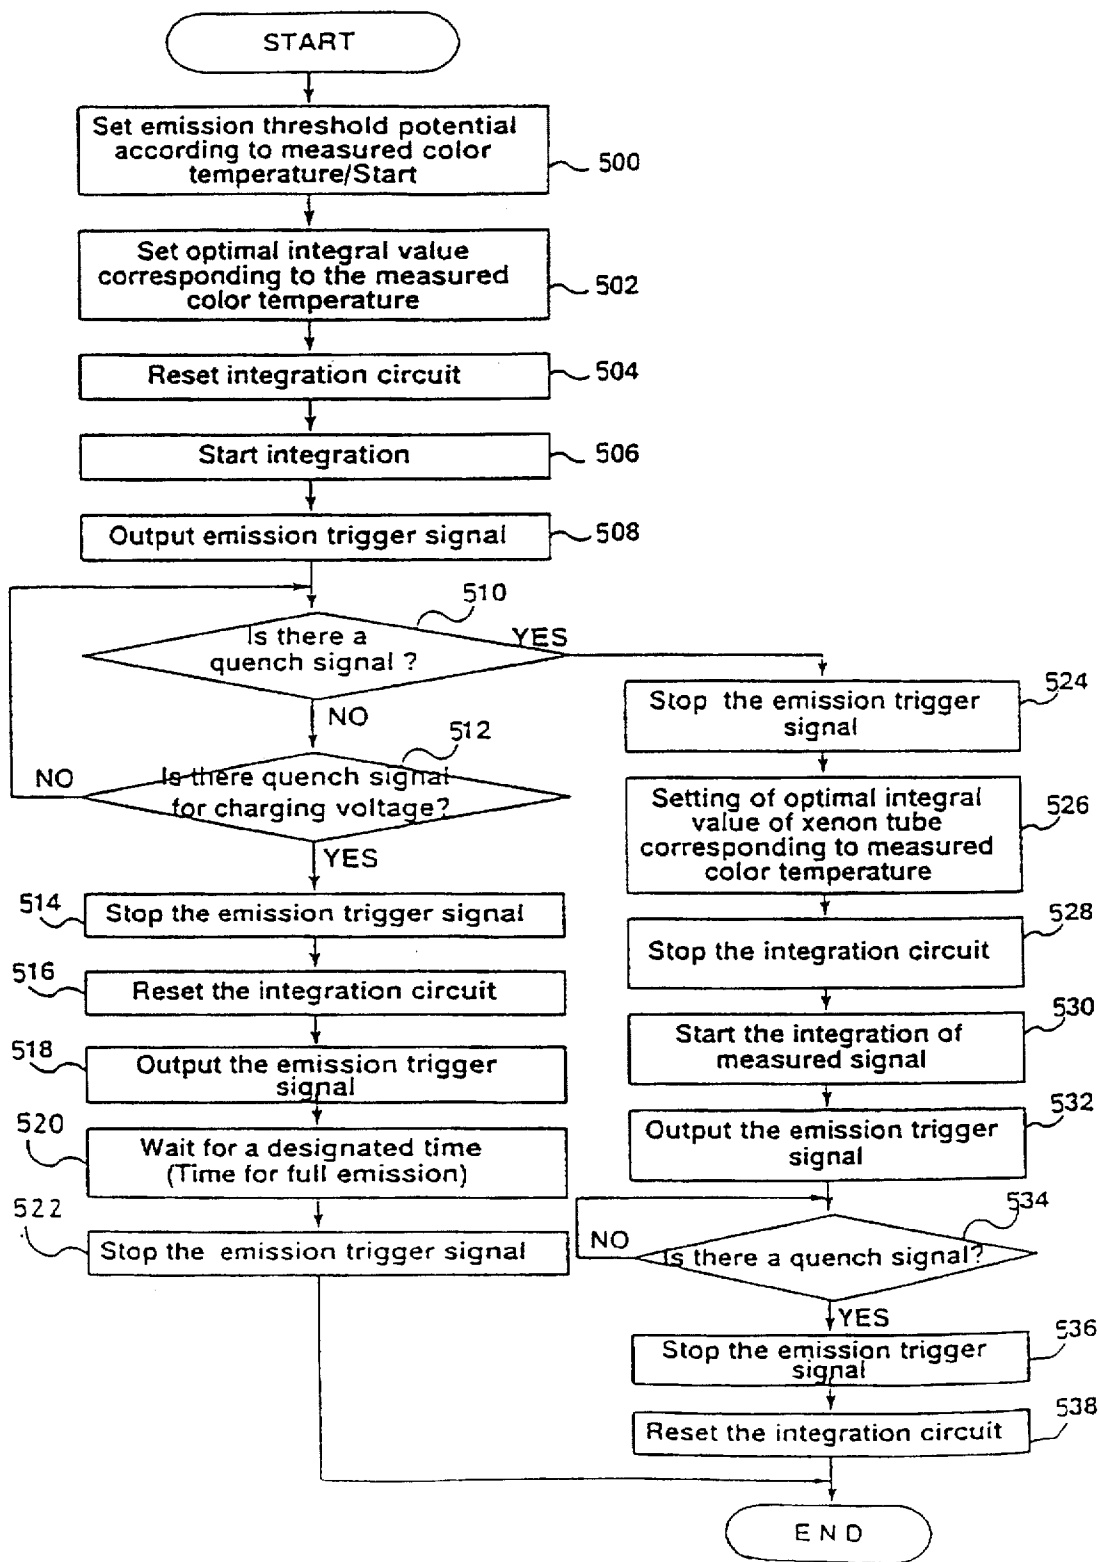 START
Set emission threshold potential
according to measured color
temperature/Start
500
Set optimal integral value
corresponding to the measured
color temperature
502
Reset integration circuit
504
Start integration
506
Output emission trigger signal
508
510
Is there a
quench signal ?
YES
NO
512
Is there quench signal
for charging voltage?
NO
YES
514
Stop the emission trigger signal
516
Reset the integration circuit
518
Output the emission trigger
signal
520
Wait for a designated time
(Time for full emission)
522
Stop the emission trigger signal
524
Stop the emission trigger
signal
526
Setting of optimal integral
value of xenon tube
corresponding to measured
color temperature
528
Stop the integration circuit
530
Start the integration of
measured signal
532
Output the emission trigger
signal
534
NO
Is there a quench signal?
YES
536
Stop the emission trigger
signal
538
Reset the integration circuit
END